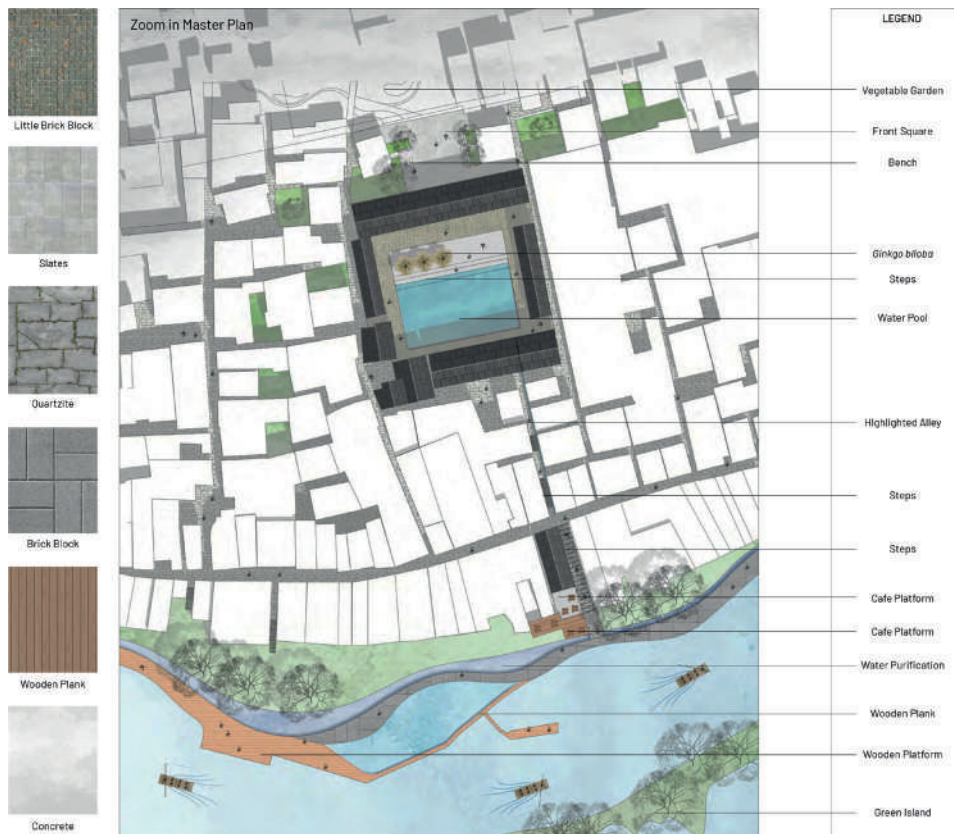 Zoom in Master Plan
LEGEND
Little Brick Block
Slates
Quartzite
Brick Block
Wooden Plank
Concrete
Vegetable Garden
Front Square
Bench
Ginkgo biloba
Steps
Water Pool
Highlighted Alley
Steps
Steps
Cafe Platform
Cafe Platform
Water Purification
Wooden Plank
Wooden Platform
Green Island